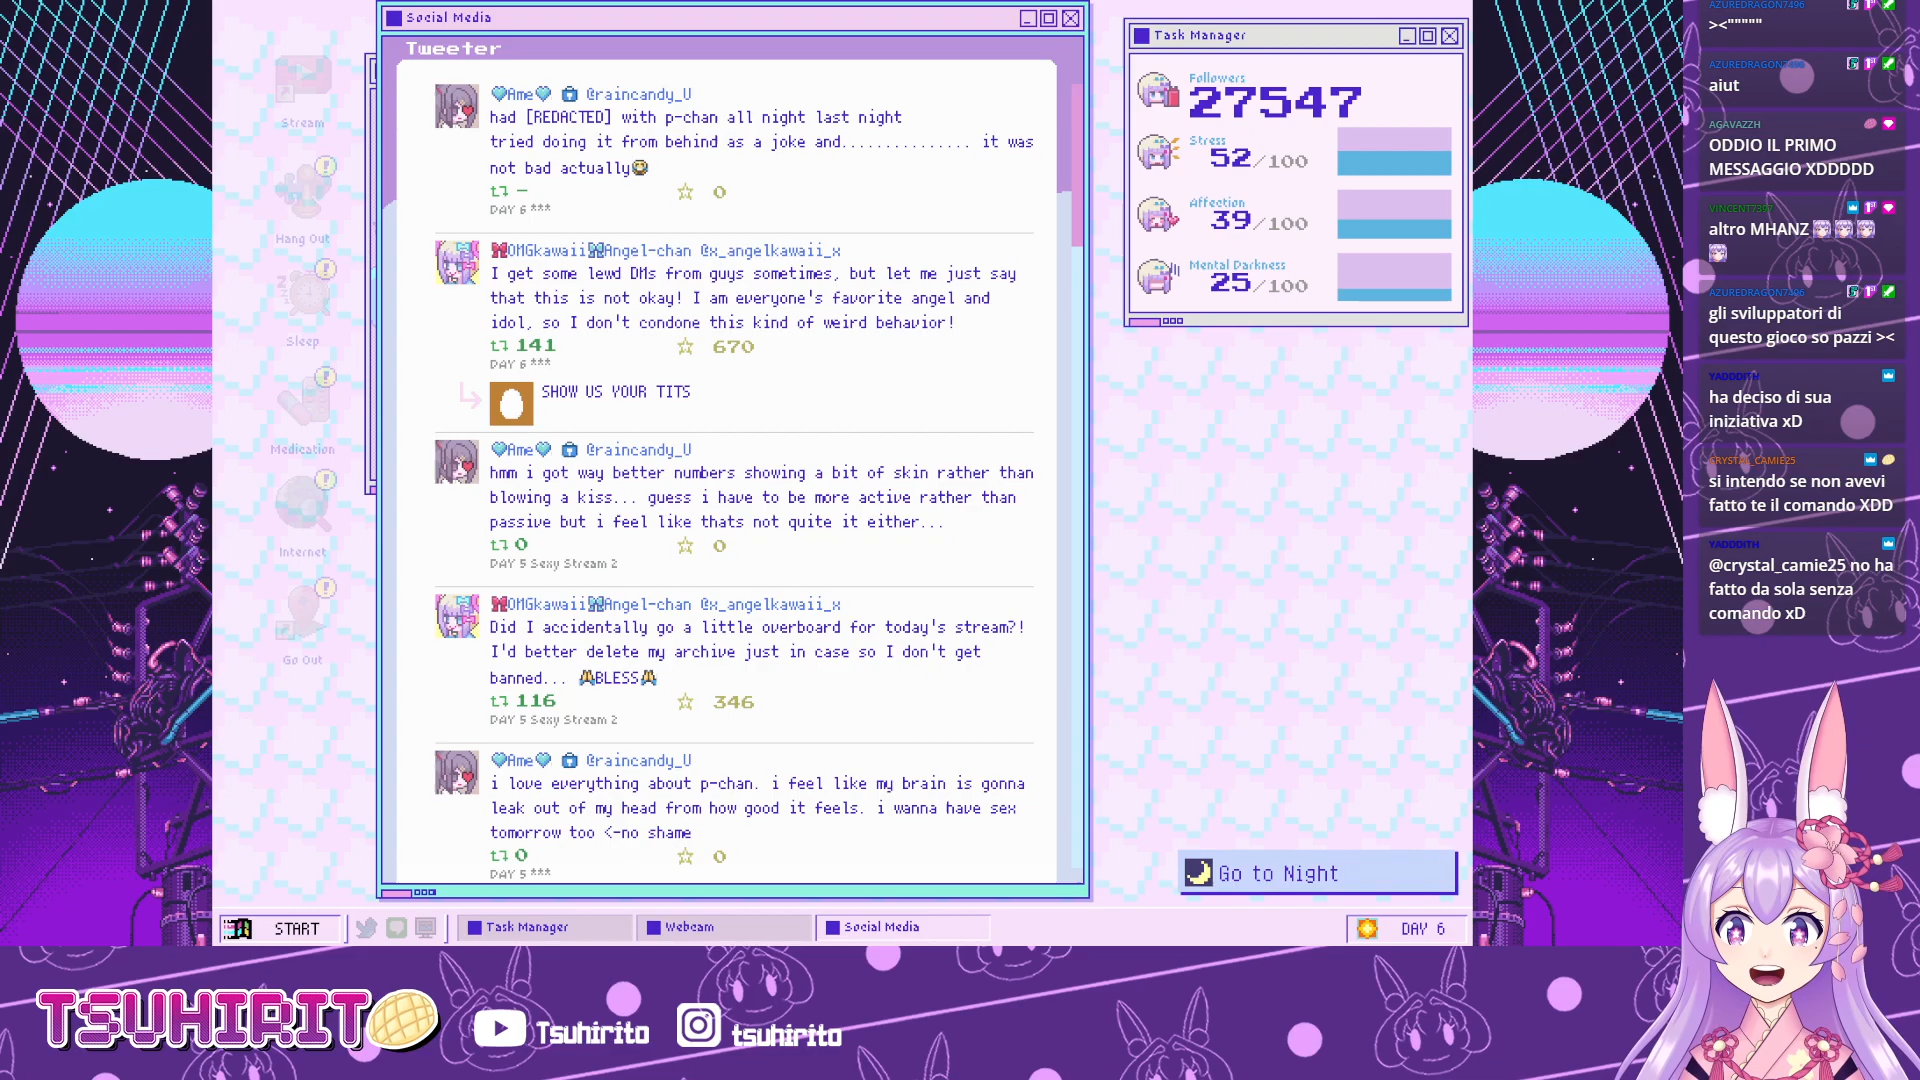 Social Media
Tweeter
Ame @raincandy_U
had [REDACTED] with p-chan all night last night
tried doing it from behind as a joke and............... it was
not bad actually
– 0
DAY 6 ***
OMGkawaii Angel-chan @x_angelkawaii_x
I get some lewd DMs from guys sometimes, but let me just say
that this is not okay! I am everyone's favorite angel and
idol, so I don't condone this kind of weird behavior!
141 670
DAY 6 ***
SHOW US YOUR TITS
Ame @raincandy_U
hmm i got way better numbers showing a bit of skin rather than
blowing a kiss... guess i have to be more active rather than
passive but i feel like thats not quite it either...
0 0
DAY 5 Sexy Stream 2
OMGkawaii Angel-chan @x_angelkawaii_x
Did I accidentally go a little overboard for today's stream?!
I'd better delete my archive just in case so I don't get
banned... BLESS
116 346
DAY 5 Sexy Stream 2
Ame @raincandy_U
i love everything about p-chan. i feel like my brain is gonna
leak out of my head from how good it feels. i wanna have sex
tomorrow too <-no shame
0 0
DAY 5 ***
Stream
Hang Out
Sleep
Medication
Internet
Go Out
Task Manager
Followers
27547
Stress
52/100
Affection
39/100
Mental Darkness
25/100
Go to Night
START
Task Manager
Webcam
Social Media
DAY 6
AZUREDRAGON7496
><"""""
AZUREDRAGON7496
aiut
AGAVAZZH
ODDIO IL PRIMO
MESSAGGIO XDDDDD
VINCENT7397
altro MHANZ
AZUREDRAGON7496
gli sviluppatori di
questo gioco so pazzi ><
YADDDITH
ha deciso di sua
iniziativa xD
CRYSTAL_CAMIE25
si intendo se non avevi
fatto te il comando XDD
YADDDITH
@crystal_camie25 no ha
fatto da sola senza
comando xD
TSUHIRITO
Tsuhirito
tsuhirito